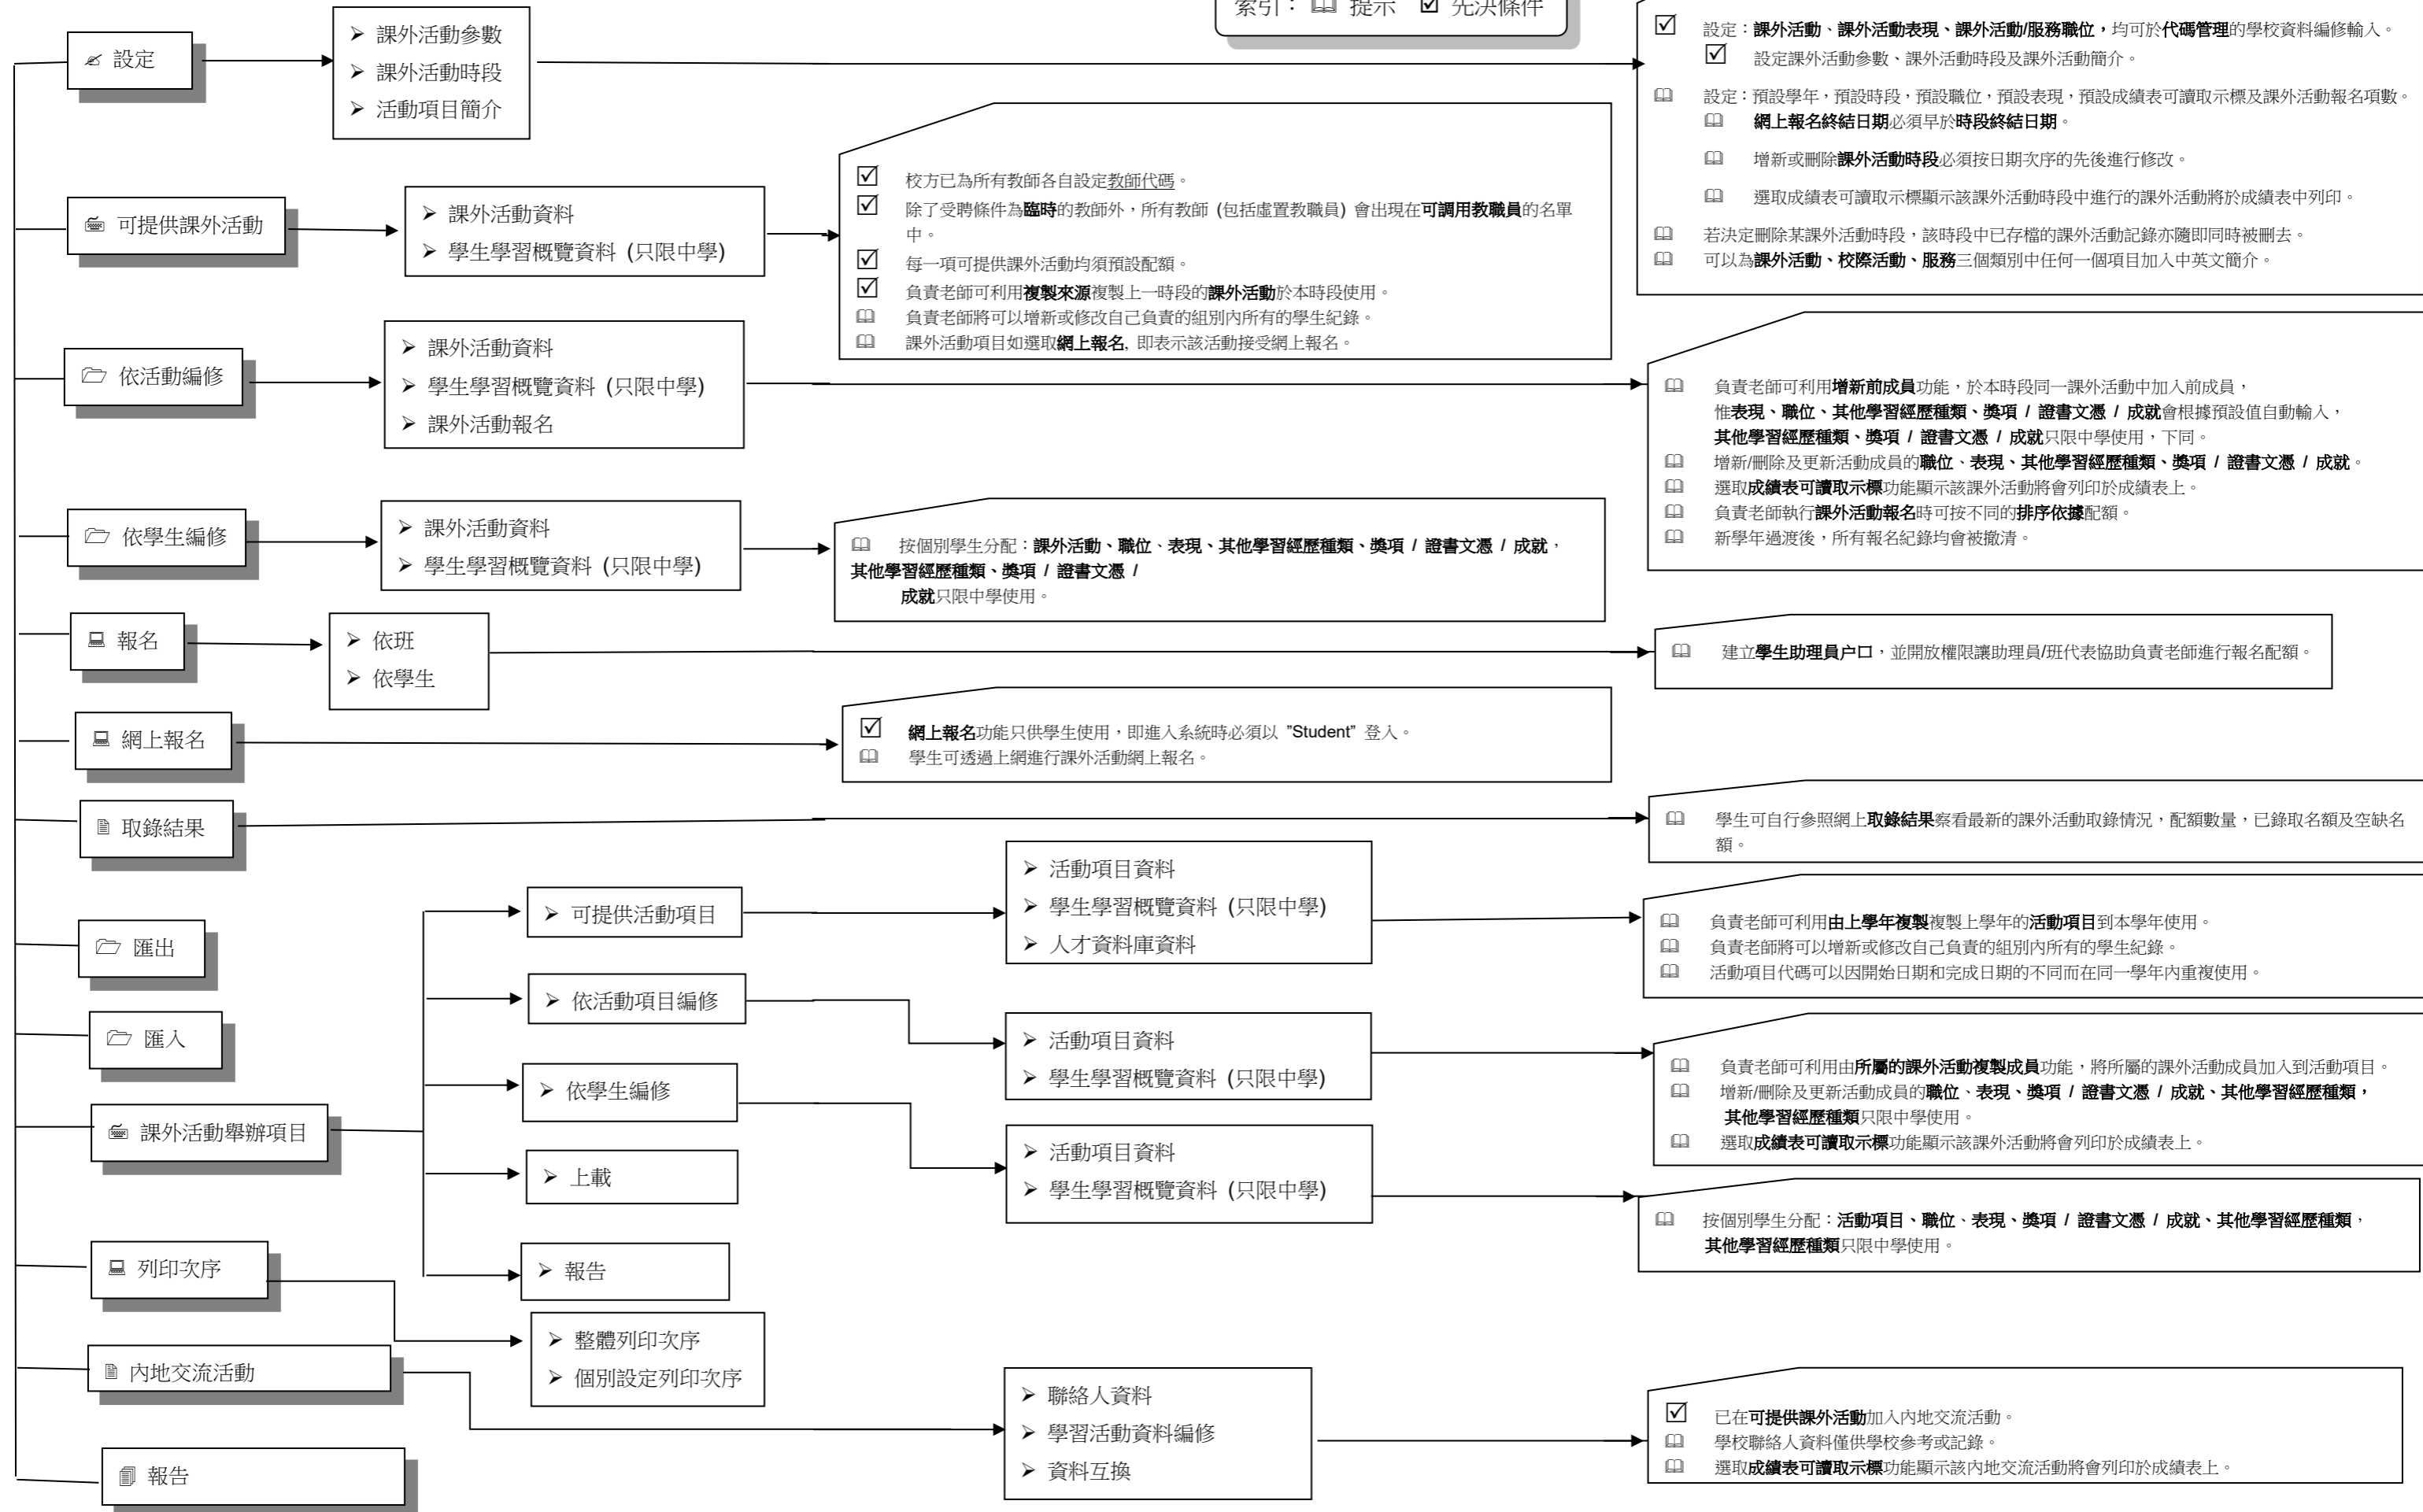 索引：🕮 提示 ☑ 先決條件
設定
➢ 課外活動參數
➢ 課外活動時段
➢ 活動項目簡介
☑ 設定：課外活動、課外活動表現、課外活動/服務職位，均可於代碼管理的學校資料編修輸入。
☑ 設定課外活動參數、課外活動時段及課外活動簡介。
🕮 設定：預設學年，預設時段，預設職位，預設表現，預設成績表可讀取示標及課外活動報名項數。
🕮 網上報名終結日期必須早於時段終結日期。
🕮 增新或刪除課外活動時段必須按日期次序的先後進行修改。
🕮 選取成績表可讀取示標顯示該課外活動時段中進行的課外活動將於成績表中列印。
🕮 若決定刪除某課外活動時段，該時段中已存檔的課外活動記錄亦隨即同時被刪去。
🕮 可以為課外活動、校際活動、服務三個類別中任何一個項目加入中英文簡介。
可提供課外活動
➢ 課外活動資料
➢ 學生學習概覽資料 (只限中學)
☑ 校方已為所有教師各自設定教師代碼。
☑ 除了受聘條件為臨時的教師外，所有教師 (包括虛置教職員) 會出現在可調用教職員的名單
中。
☑ 每一項可提供課外活動均須預設配額。
☑ 負責老師可利用複製來源複製上一時段的課外活動於本時段使用。
🕮 負責老師將可以增新或修改自己負責的組別內所有的學生紀錄。
🕮 課外活動項目如選取網上報名, 即表示該活動接受網上報名。
依活動編修
➢ 課外活動資料
➢ 學生學習概覽資料 (只限中學)
➢ 課外活動報名
🕮 負責老師可利用增新前成員功能，於本時段同一課外活動中加入前成員，
惟表現、職位、其他學習經歷種類、獎項 / 證書文憑 / 成就會根據預設值自動輸入，
其他學習經歷種類、獎項 / 證書文憑 / 成就只限中學使用，下同。
🕮 增新/刪除及更新活動成員的職位、表現、其他學習經歷種類、獎項 / 證書文憑 / 成就。
🕮 選取成績表可讀取示標功能顯示該課外活動將會列印於成績表上。
🕮 負責老師執行課外活動報名時可按不同的排序依據配額。
🕮 新學年過渡後，所有報名紀錄均會被撤清。
依學生編修
➢ 課外活動資料
➢ 學生學習概覽資料 (只限中學)
🕮 按個別學生分配：課外活動、職位、表現、其他學習經歷種類、獎項 / 證書文憑 / 成就，
其他學習經歷種類、獎項 / 證書文憑 /
成就只限中學使用。
報名
➢ 依班
➢ 依學生
🕮 建立學生助理員户口，並開放權限讓助理員/班代表協助負責老師進行報名配額。
網上報名
☑ 網上報名功能只供學生使用，即進入系統時必須以 ”Student” 登入。
🕮 學生可透過上網進行課外活動網上報名。
取錄結果
🕮 學生可自行參照網上取錄結果察看最新的課外活動取錄情況，配額數量，已錄取名額及空缺名
額。
匯出
匯入
課外活動舉辦項目
➢ 可提供活動項目
➢ 活動項目資料
➢ 學生學習概覽資料 (只限中學)
➢ 人才資料庫資料
🕮 負責老師可利用由上學年複製複製上學年的活動項目到本學年使用。
🕮 負責老師將可以增新或修改自己負責的組別內所有的學生紀錄。
🕮 活動項目代碼可以因開始日期和完成日期的不同而在同一學年內重複使用。
➢ 依活動項目編修
➢ 活動項目資料
➢ 學生學習概覽資料 (只限中學)
🕮 負責老師可利用由所屬的課外活動複製成員功能，將所屬的課外活動成員加入到活動項目。
🕮 增新/刪除及更新活動成員的職位、表現、獎項 / 證書文憑 / 成就、其他學習經歷種類，
其他學習經歷種類只限中學使用。
🕮 選取成績表可讀取示標功能顯示該課外活動將會列印於成績表上。
➢ 依學生編修
➢ 活動項目資料
➢ 學生學習概覽資料 (只限中學)
🕮 按個別學生分配：活動項目、職位、表現、獎項 / 證書文憑 / 成就、其他學習經歷種類，
其他學習經歷種類只限中學使用。
➢ 上載
➢ 報告
列印次序
➢ 整體列印次序
➢ 個別設定列印次序
內地交流活動
➢ 聯絡人資料
➢ 學習活動資料編修
➢ 資料互換
☑ 已在可提供課外活動加入內地交流活動。
🕮 學校聯絡人資料僅供學校參考或記錄。
🕮 選取成績表可讀取示標功能顯示該內地交流活動將會列印於成績表上。
報告